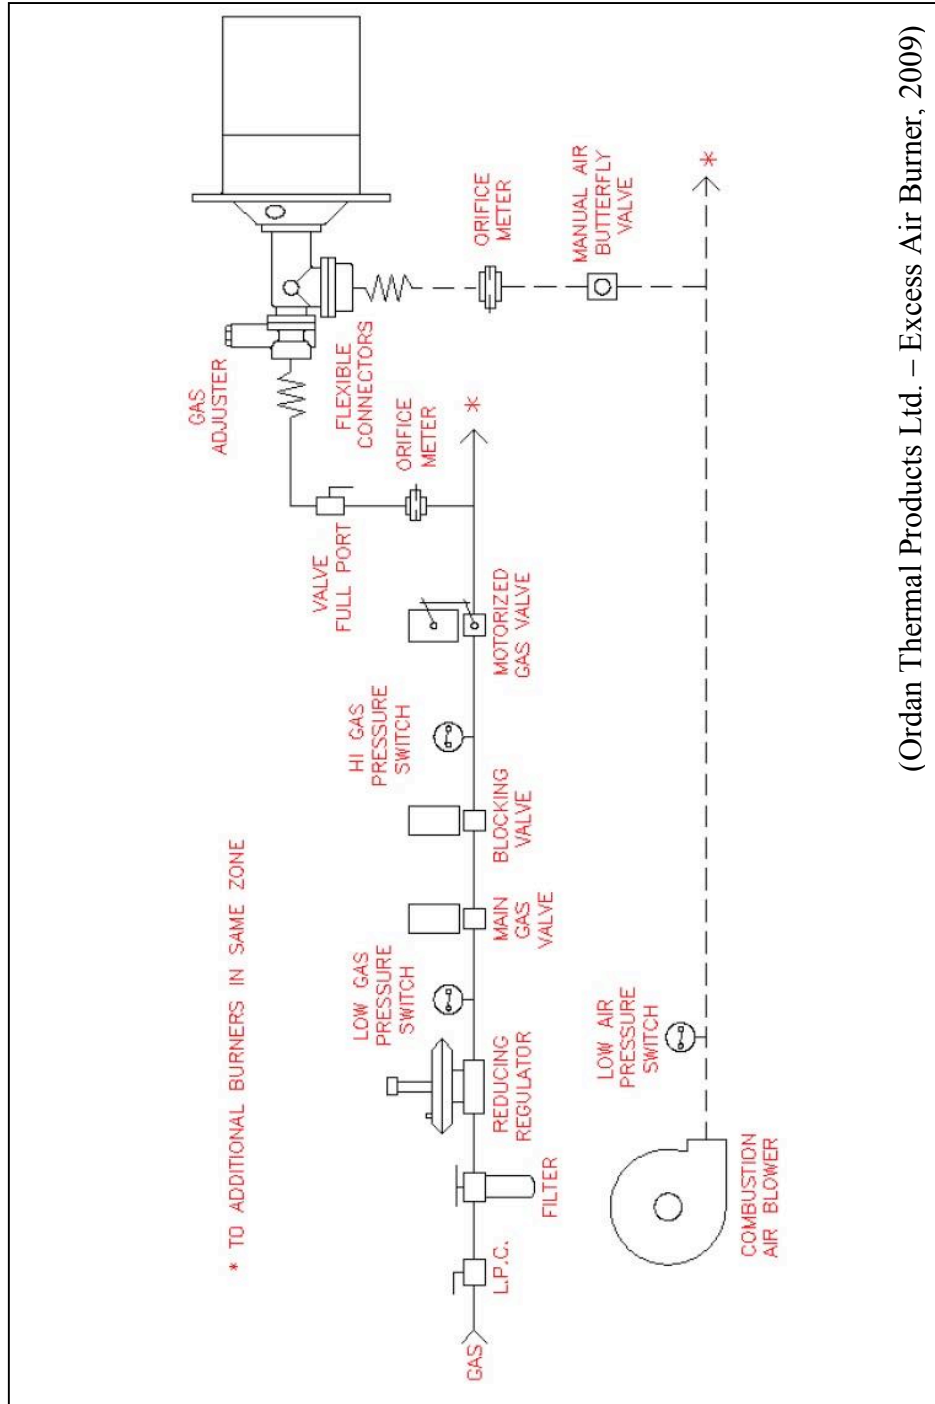 * TO ADDITIONAL BURNERS IN SAME ZONE
GAS
ADJUSTER
FLEXIBLE
CONNECTORS
VALVE
FULL PORT
ORIFICE
METER
*
ORIFICE
METER
MANUAL AIR
BUTTERFLY
VALVE
*
LOW GAS
PRESSURE
SWITCH
HI GAS
PRESSURE
SWITCH
GAS
L.P.C.
FILTER
REDUCING
REGULATOR
MAIN
GAS
VALVE
BLOCKING
VALVE
MOTORIZED
GAS VALVE
LOW AIR
PRESSURE
SWITCH
COMBUSTION
AIR BLOWER
(Ordan Thermal Products Ltd. – Excess Air Burner, 2009)